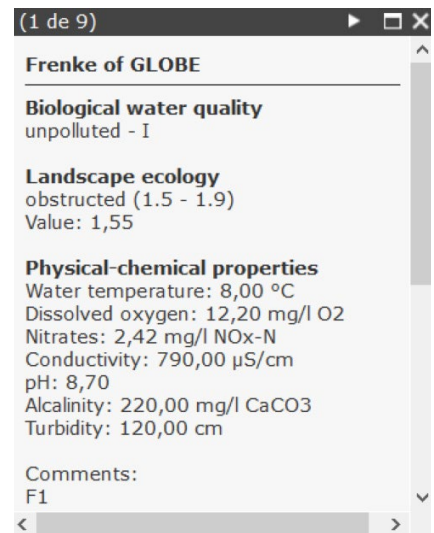 (1 de 9)
Frenke of GLOBE
Biological water quality
unpolluted - I
Landscape ecology
obstructed (1.5 - 1.9)
Value: 1,55
Physical-chemical properties
Water temperature: 8,00 °C
Dissolved oxygen: 12,20 mg/l O2
Nitrates: 2,42 mg/l NOx-N
Conductivity: 790,00 µS/cm
pH: 8,70
Alcalinity: 220,00 mg/l CaCO3
Turbidity: 120,00 cm
Comments:
F1